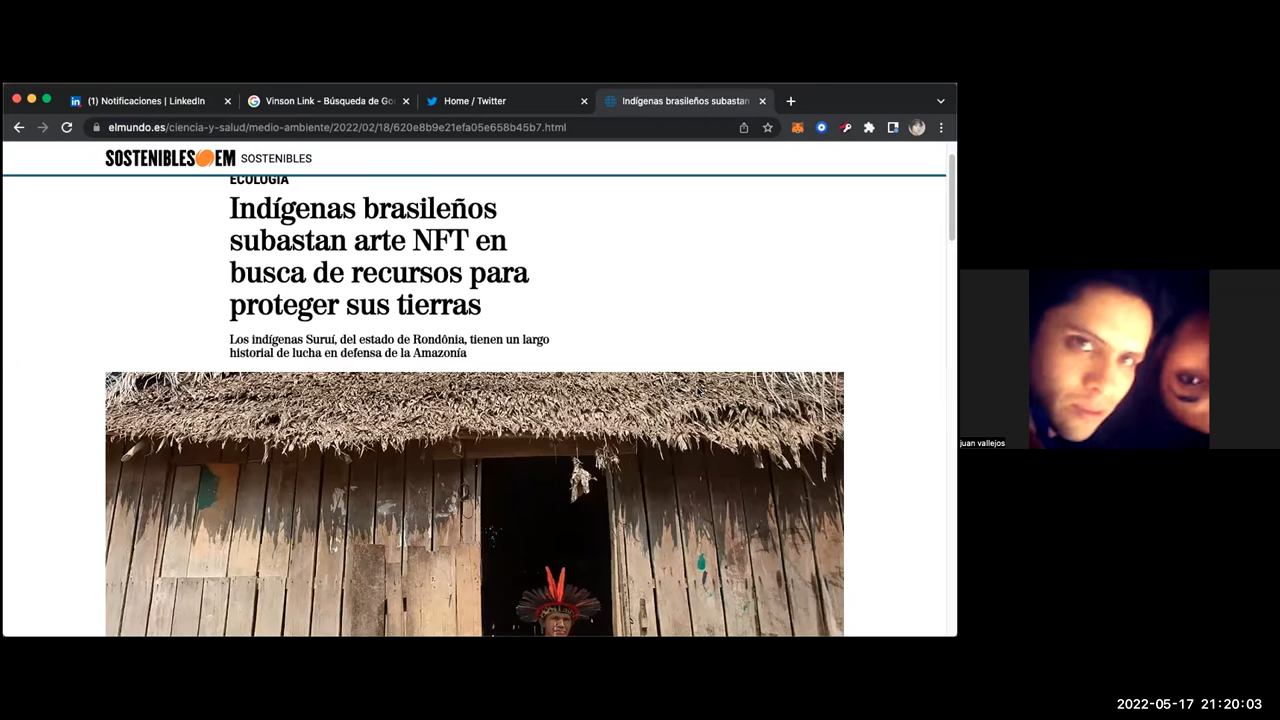 (1) Notificaciones | LinkedIn
Vinson Link - Búsqueda de Go
Home / Twitter
Indígenas brasileños subastan
elmundo.es/ciencia-y-salud/medio-ambiente/2022/02/18/620e8b9e21efa05e658b45b7.html
SOSTENIBLES EM SOSTENIBLES
ECOLOGÍA
Indígenas brasileños
subastan arte NFT en
busca de recursos para
proteger sus tierras
Los indígenas Suruí, del estado de Rondônia, tienen un largo
historial de lucha en defensa de la Amazonía
juan vallejos
2022-05-17 21:20:03